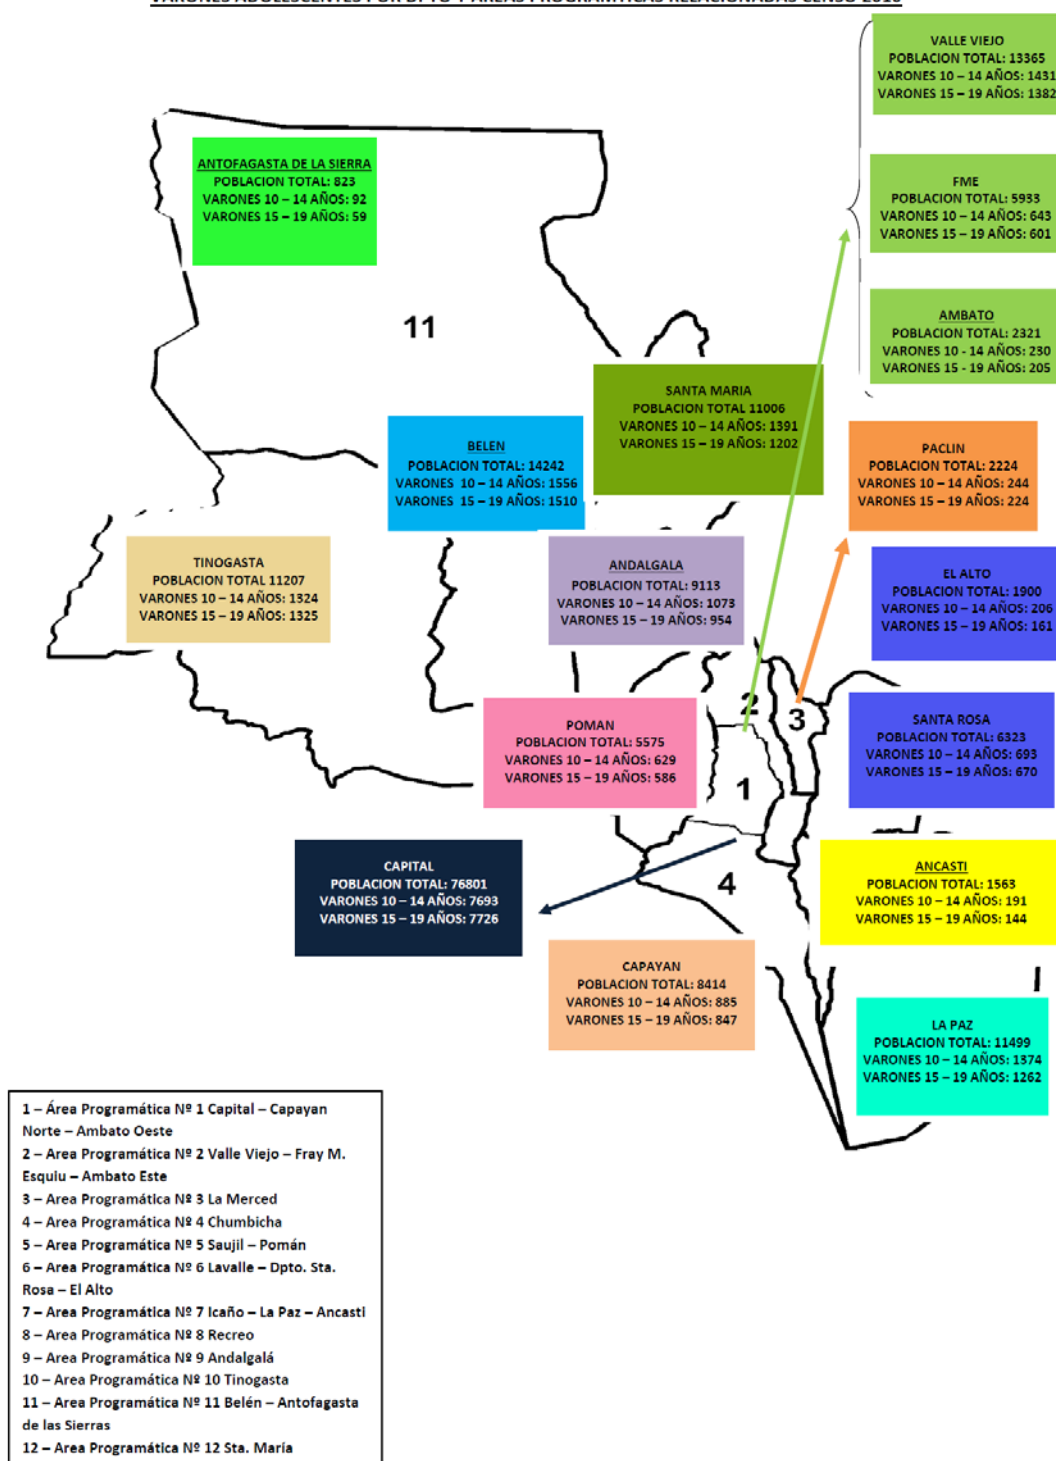 VARONES ADOLESCENTES POR DPTO Y AREAS PROGRAMATICAS RELACIONADAS CENSO 2010
VALLE VIEJO
POBLACION TOTAL: 13365
VARONES 10 – 14 AÑOS: 1431
VARONES 15 – 19 AÑOS: 1382
ANTOFAGASTA DE LA SIERRA
POBLACION TOTAL: 823
VARONES 10 – 14 AÑOS: 92
VARONES 15 – 19 AÑOS: 59
FME
POBLACION TOTAL: 5933
VARONES 10 – 14 AÑOS: 643
VARONES 15 – 19 AÑOS: 601
AMBATO
POBLACION TOTAL: 2321
VARONES 10 - 14 AÑOS: 230
VARONES 15 - 19 AÑOS: 205
11
SANTA MARIA
POBLACION TOTAL 11006
VARONES 10 – 14 AÑOS: 1391
VARONES 15 – 19 AÑOS: 1202
BELEN
POBLACION TOTAL: 14242
VARONES 10 – 14 AÑOS: 1556
VARONES 15 – 19 AÑOS: 1510
PACLIN
POBLACION TOTAL: 2224
VARONES 10 – 14 AÑOS: 244
VARONES 15 – 19 AÑOS: 224
TINOGASTA
POBLACION TOTAL 11207
VARONES 10 – 14 AÑOS: 1324
VARONES 15 – 19 AÑOS: 1325
ANDALGALA
POBLACION TOTAL: 9113
VARONES 10 – 14 AÑOS: 1073
VARONES 15 – 19 AÑOS: 954
EL ALTO
POBLACION TOTAL: 1900
VARONES 10 – 14 AÑOS: 206
VARONES 15 – 19 AÑOS: 161
2
3
POMAN
POBLACION TOTAL: 5575
VARONES 10 – 14 AÑOS: 629
VARONES 15 – 19 AÑOS: 586
SANTA ROSA
POBLACION TOTAL: 6323
VARONES 10 – 14 AÑOS: 693
VARONES 15 – 19 AÑOS: 670
1
CAPITAL
POBLACION TOTAL: 76801
VARONES 10 – 14 AÑOS: 7693
VARONES 15 – 19 AÑOS: 7726
4
ANCASTI
POBLACION TOTAL: 1563
VARONES 10 – 14 AÑOS: 191
VARONES 15 – 19 AÑOS: 144
CAPAYAN
POBLACION TOTAL: 8414
VARONES 10 – 14 AÑOS: 885
VARONES 15 – 19 AÑOS: 847
LA PAZ
POBLACION TOTAL: 11499
VARONES 10 – 14 AÑOS: 1374
VARONES 15 – 19 AÑOS: 1262
1 – Área Programática Nº 1 Capital – Capayan
Norte – Ambato Oeste
2 – Area Programática Nº 2 Valle Viejo – Fray M.
Esquiu – Ambato Este
3 – Area Programática Nº 3 La Merced
4 – Area Programática Nº 4 Chumbicha
5 – Area Programática Nº 5 Saujil – Pomán
6 – Area Programática Nº 6 Lavalle – Dpto. Sta.
Rosa – El Alto
7 – Area Programática Nº 7 Icaño – La Paz – Ancasti
8 – Area Programática Nº 8 Recreo
9 – Area Programática Nº 9 Andalgalá
10 – Area Programática Nº 10 Tinogasta
11 – Area Programática Nº 11 Belén – Antofagasta
de las Sierras
12 – Area Programática Nº 12 Sta. María